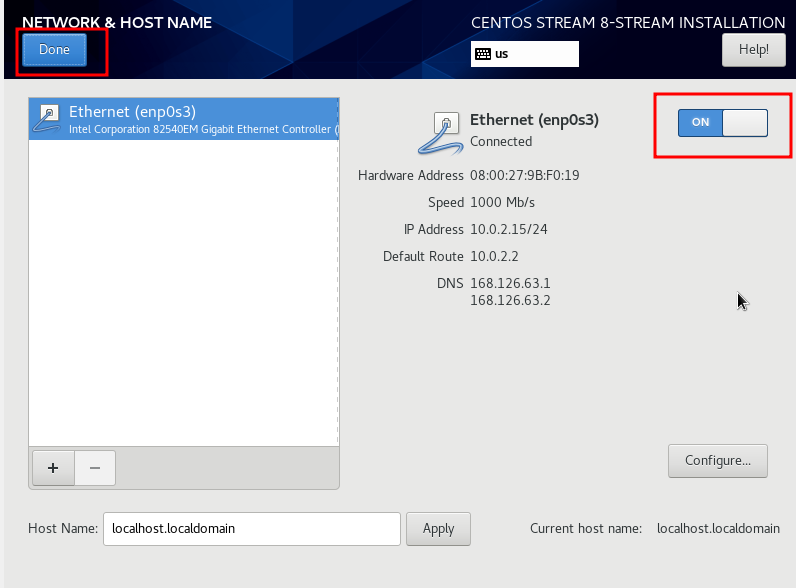 NETWORK & HOST NAME
CENTOS STREAM 8-STREAM INSTALLATION
Done
us
Help!
Ethernet (enp0s3)
Intel Corporation 82540EM Gigabit Ethernet Controller (
Ethernet (enp0s3)
Connected
ON
Hardware Address 08:00:27:9B:F0:19
Speed 1000 Mb/s
IP Address 10.0.2.15/24
Default Route 10.0.2.2
DNS 168.126.63.1
168.126.63.2
+ −
Configure...
Host Name: localhost.localdomain Apply Current host name: localhost.localdomain